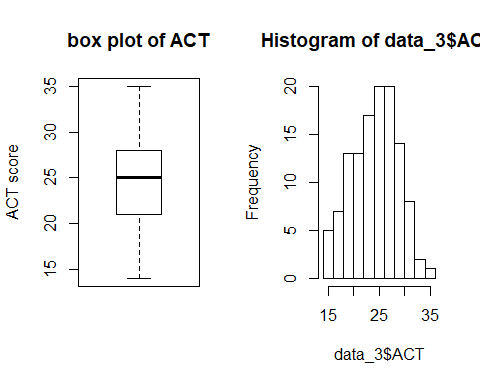 box plot of ACT
ACT score
35
30
25
20
15
Histogram of data_3$AC
Frequency
20
15
10
5
0
15
25
35
data_3$ACT